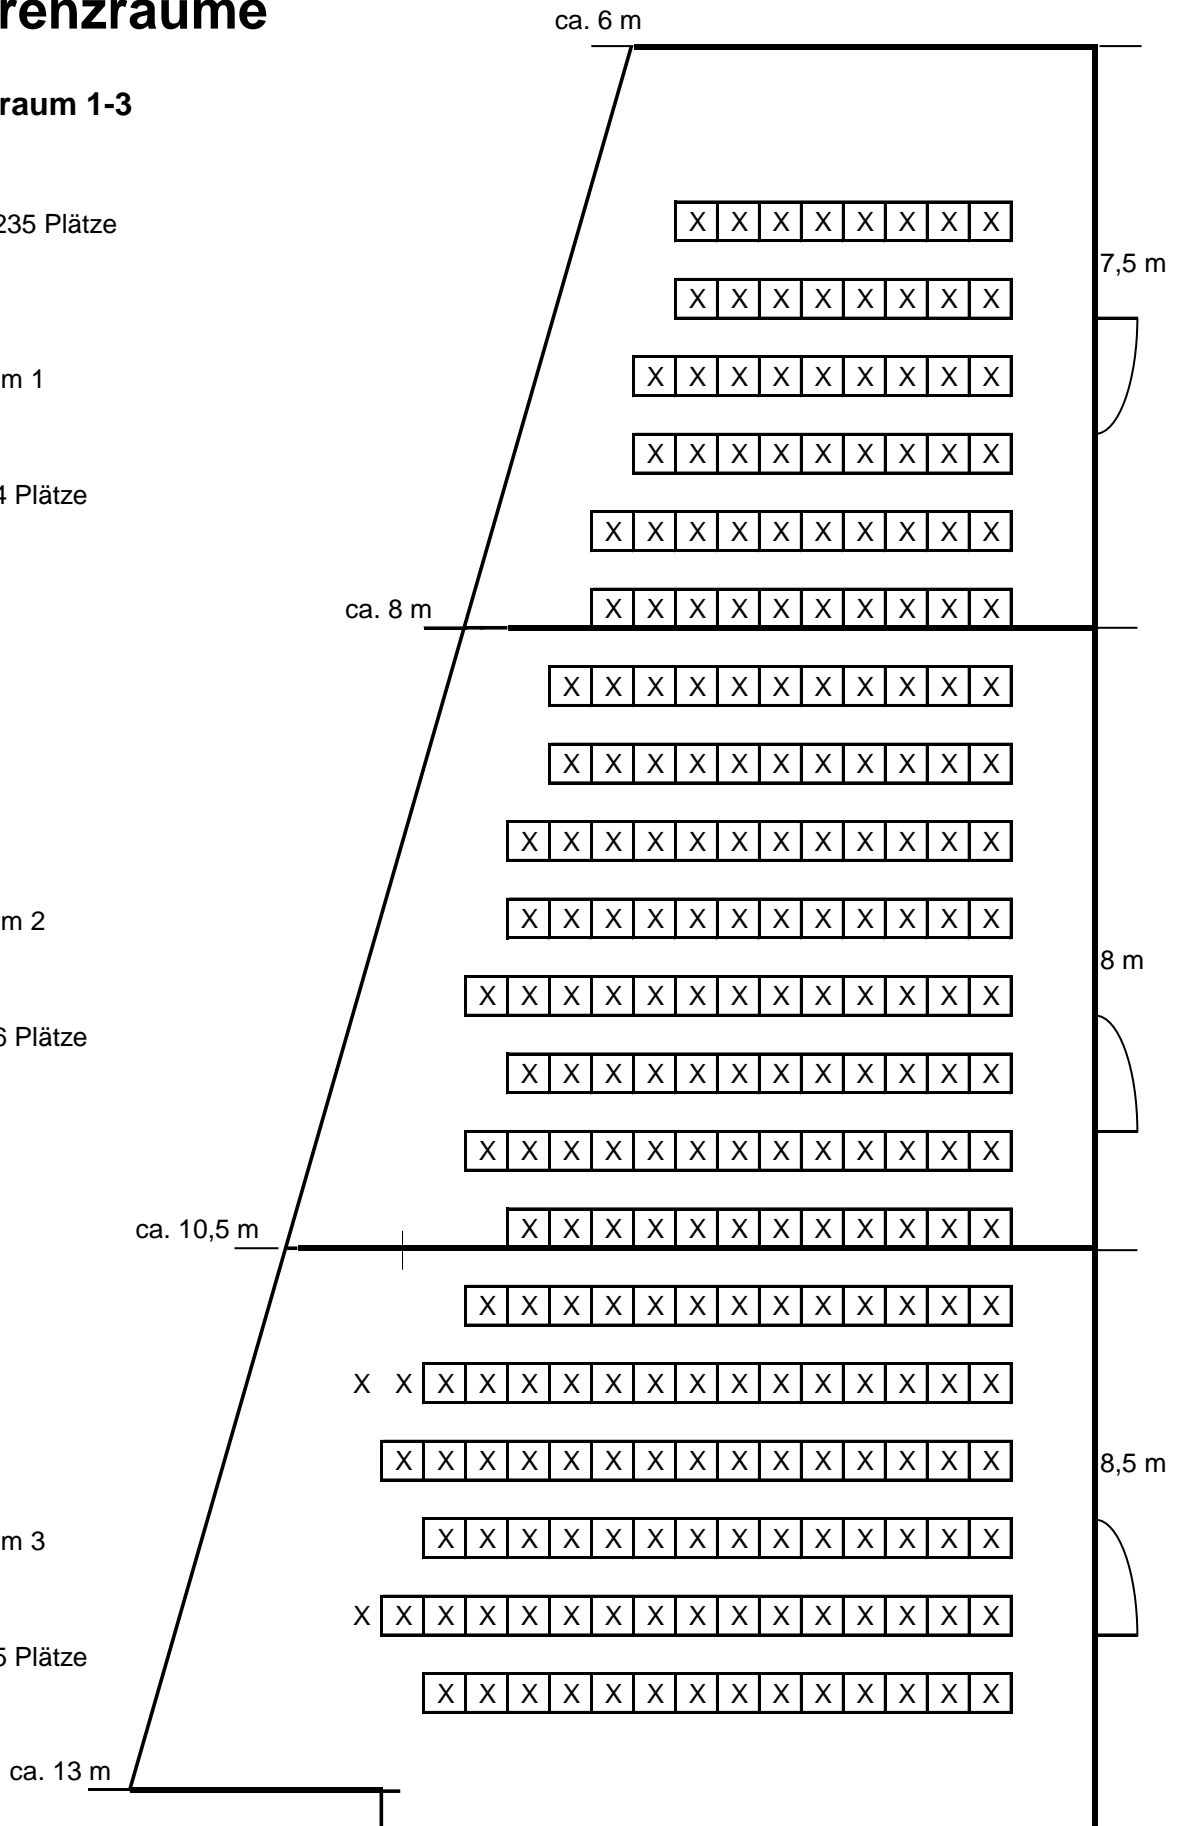 renzräume
ca. 6 m
raum 1-3
235 Plätze
X X X X X X X X
7,5 m
X X X X X X X X
m 1
X X X X X X X X X
X X X X X X X X X
4 Plätze
X X X X X X X X X X
ca. 8 m
X X X X X X X X X X
X X X X X X X X X X X
X X X X X X X X X X X
X X X X X X X X X X X X
m 2
X X X X X X X X X X X X
8 m
X X X X X X X X X X X X X
6 Plätze
X X X X X X X X X X X X
X X X X X X X X X X X X X
ca. 10,5 m
X X X X X X X X X X X X
X X X X X X X X X X X X X
X X X X X X X X X X X X X X X X
X X X X X X X X X X X X X X X
8,5 m
m 3
X X X X X X X X X X X X X X
X X X X X X X X X X X X X X X X
5 Plätze
X X X X X X X X X X X X X X
ca. 13 m